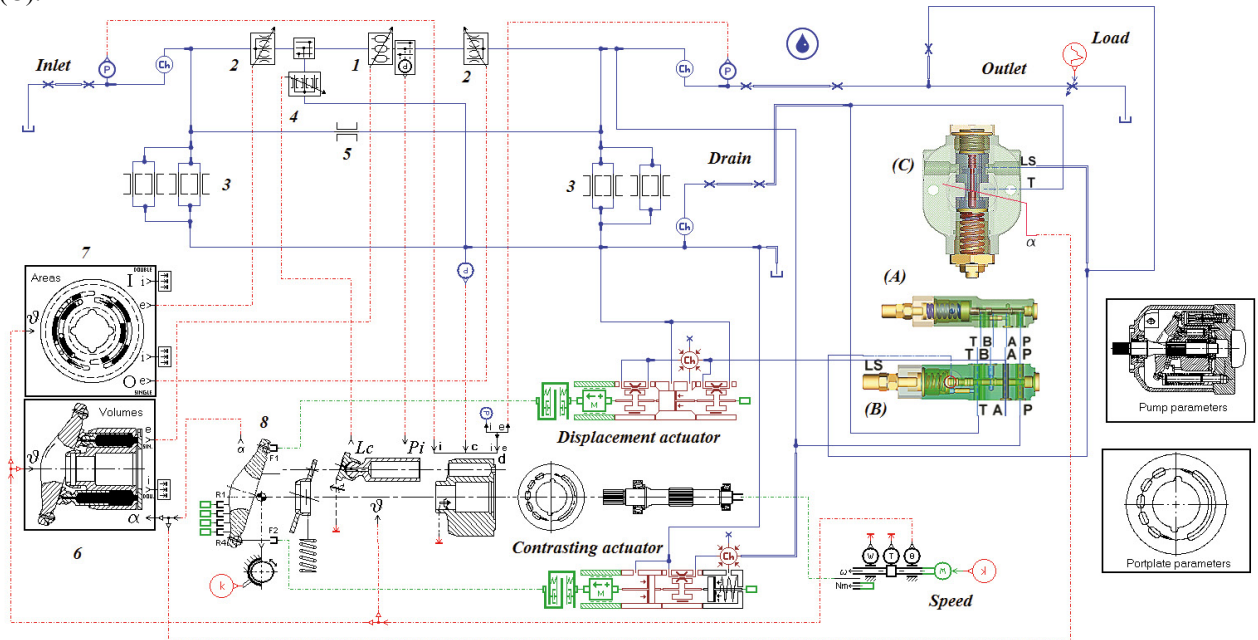 (C).
Inlet
P
Ch
2
1
2
Ch
P
Outlet
Load
4
5
Drain
3
3
Ch
(C)
LS
T
α
7
DOUBLE
Areas
I
i
e
ϑ
i
O
e
SINGLE
P
(A)
T B A P
T B A P
LS
(B)
T A P
Ch
Displacement actuator
Pump parameters
Volumes
e
SIN.
ϑ
i
DOU.
α
6
8
α
F1
R1
R4
F2
k
Lc
Pi
i
c
i e
d
P
i e
ϑ
M
Contrasting actuator
Ch
M
W
T
θ
ω
Nm
M
k
Speed
Portplate parameters